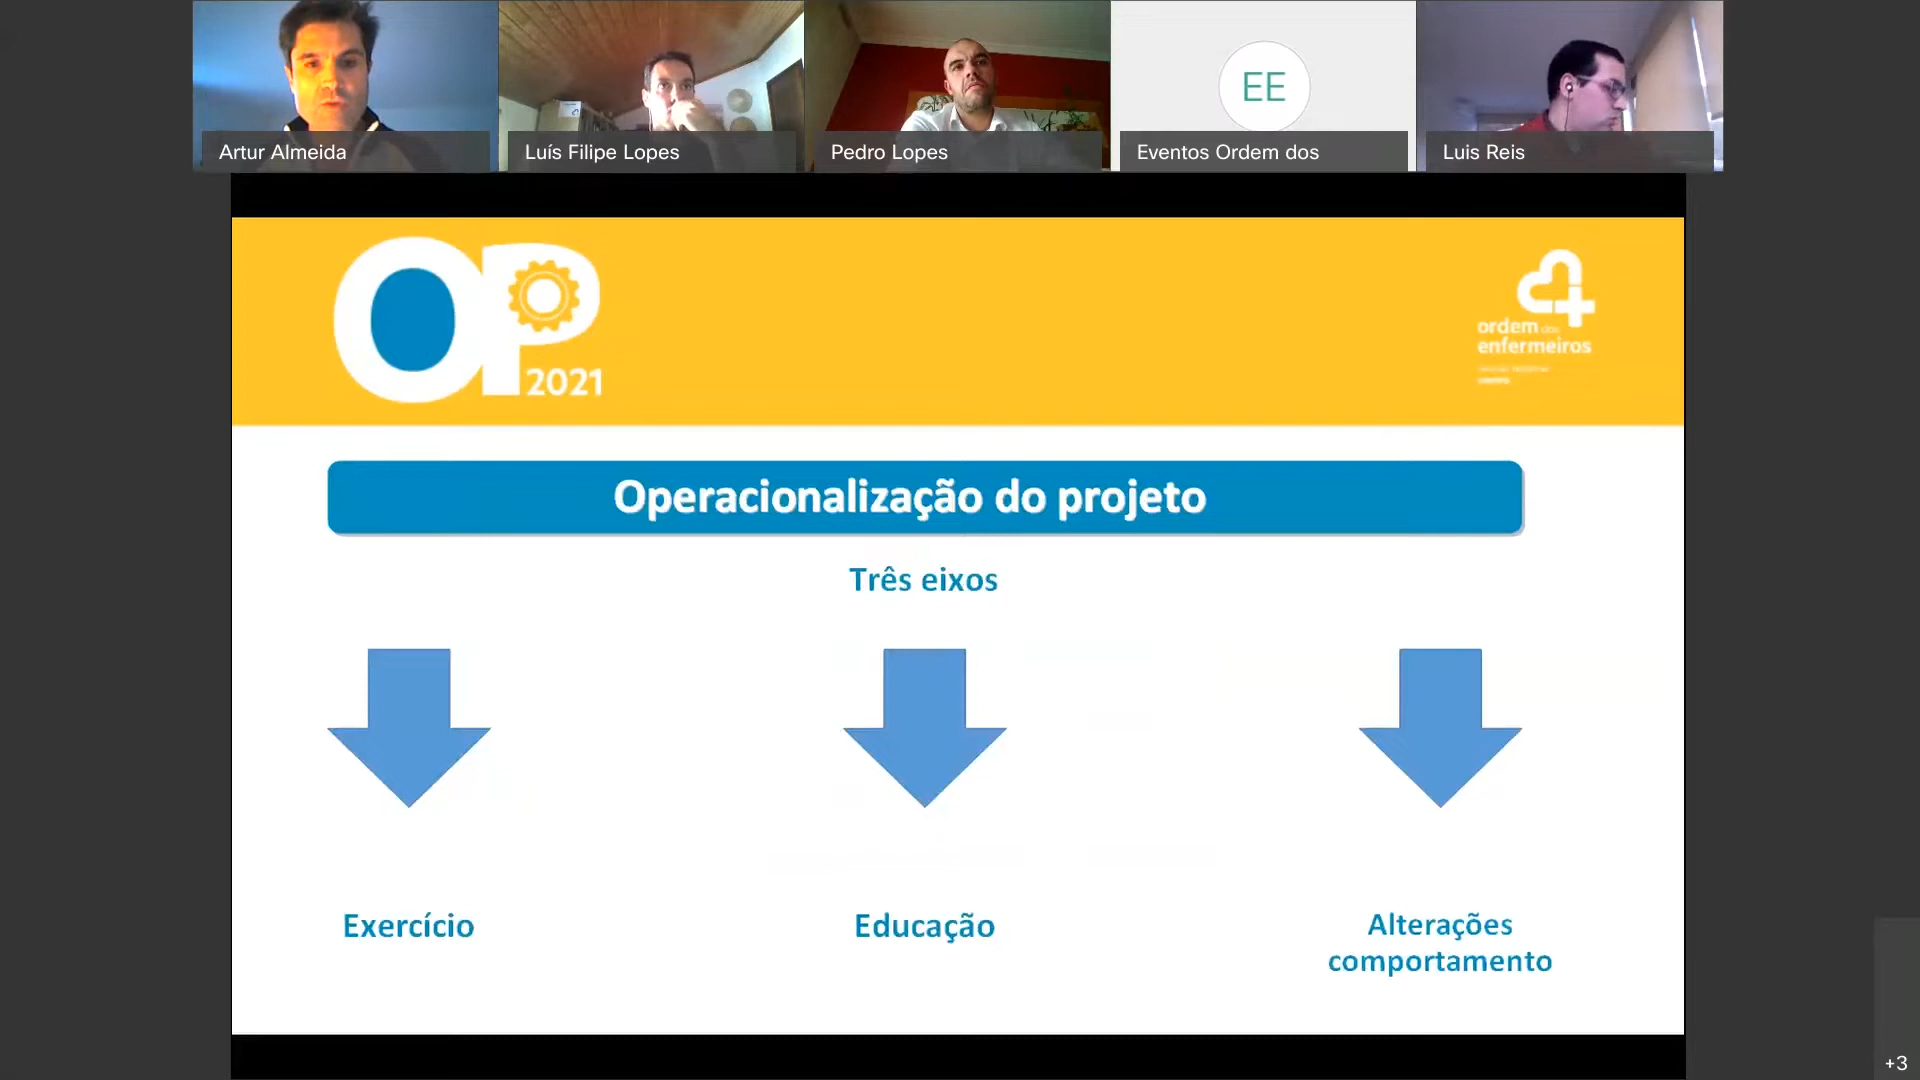 Artur Almeida
Luís Filipe Lopes
Pedro Lopes
EE
Eventos Ordem dos
Luis Reis
OP
2021
ordem dos
enfermeiros
Operacionalização do projeto
Três eixos
Exercício
Educação
Alterações
comportamento
+3